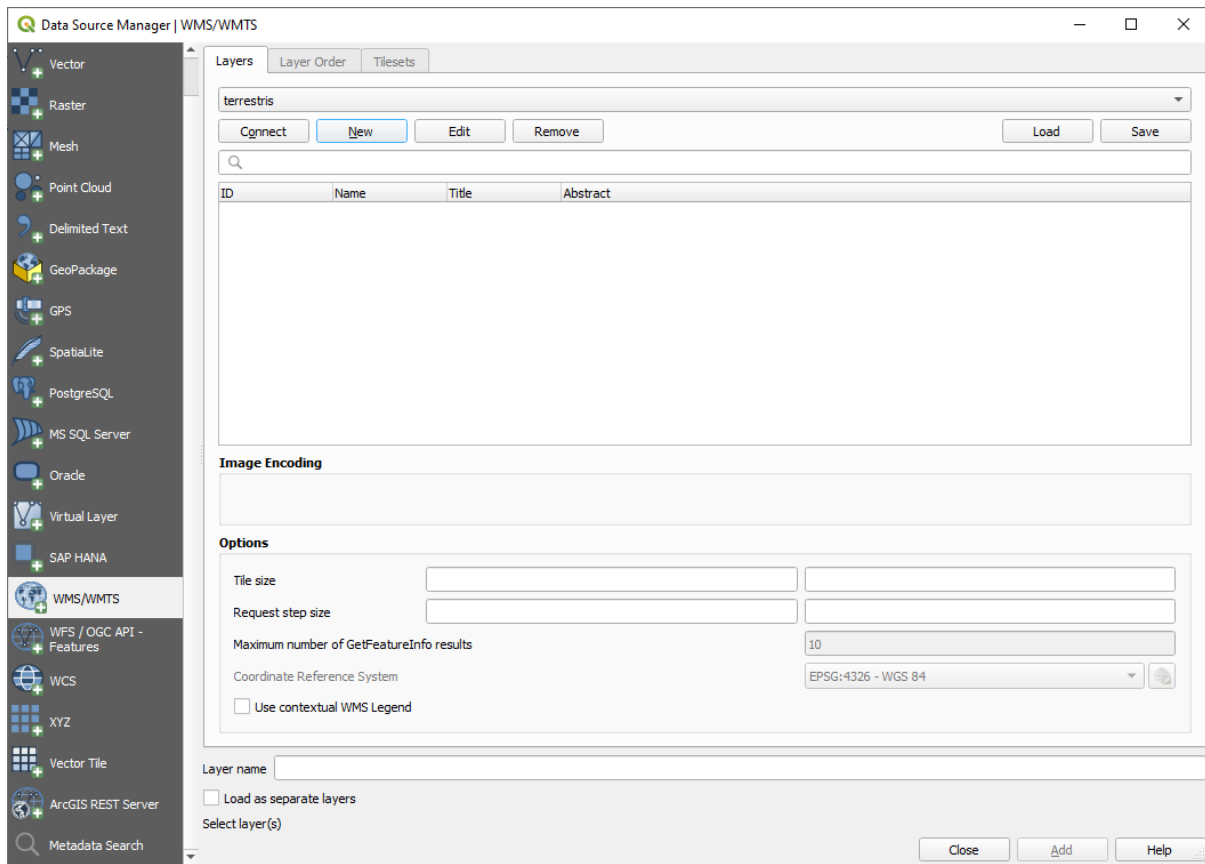 Data Source Manager | WMS/WMTS
Vector
Raster
Mesh
Point Cloud
Delimited Text
GeoPackage
GPS
SpatiaLite
PostgreSQL
MS SQL Server
Oracle
Virtual Layer
SAP HANA
WMS/WMTS
WFS / OGC API -
Features
WCS
XYZ
Vector Tile
ArcGIS REST Server
Metadata Search
Layers Layer Order Tilesets
terrestris
Connect New Edit Remove Load Save
ID Name Title Abstract
Image Encoding
Options
Tile size
Request step size
Maximum number of GetFeatureInfo results 10
Coordinate Reference System EPSG:4326 - WGS 84
Use contextual WMS Legend
Layer name
Load as separate layers
Select layer(s)
Close Add Help